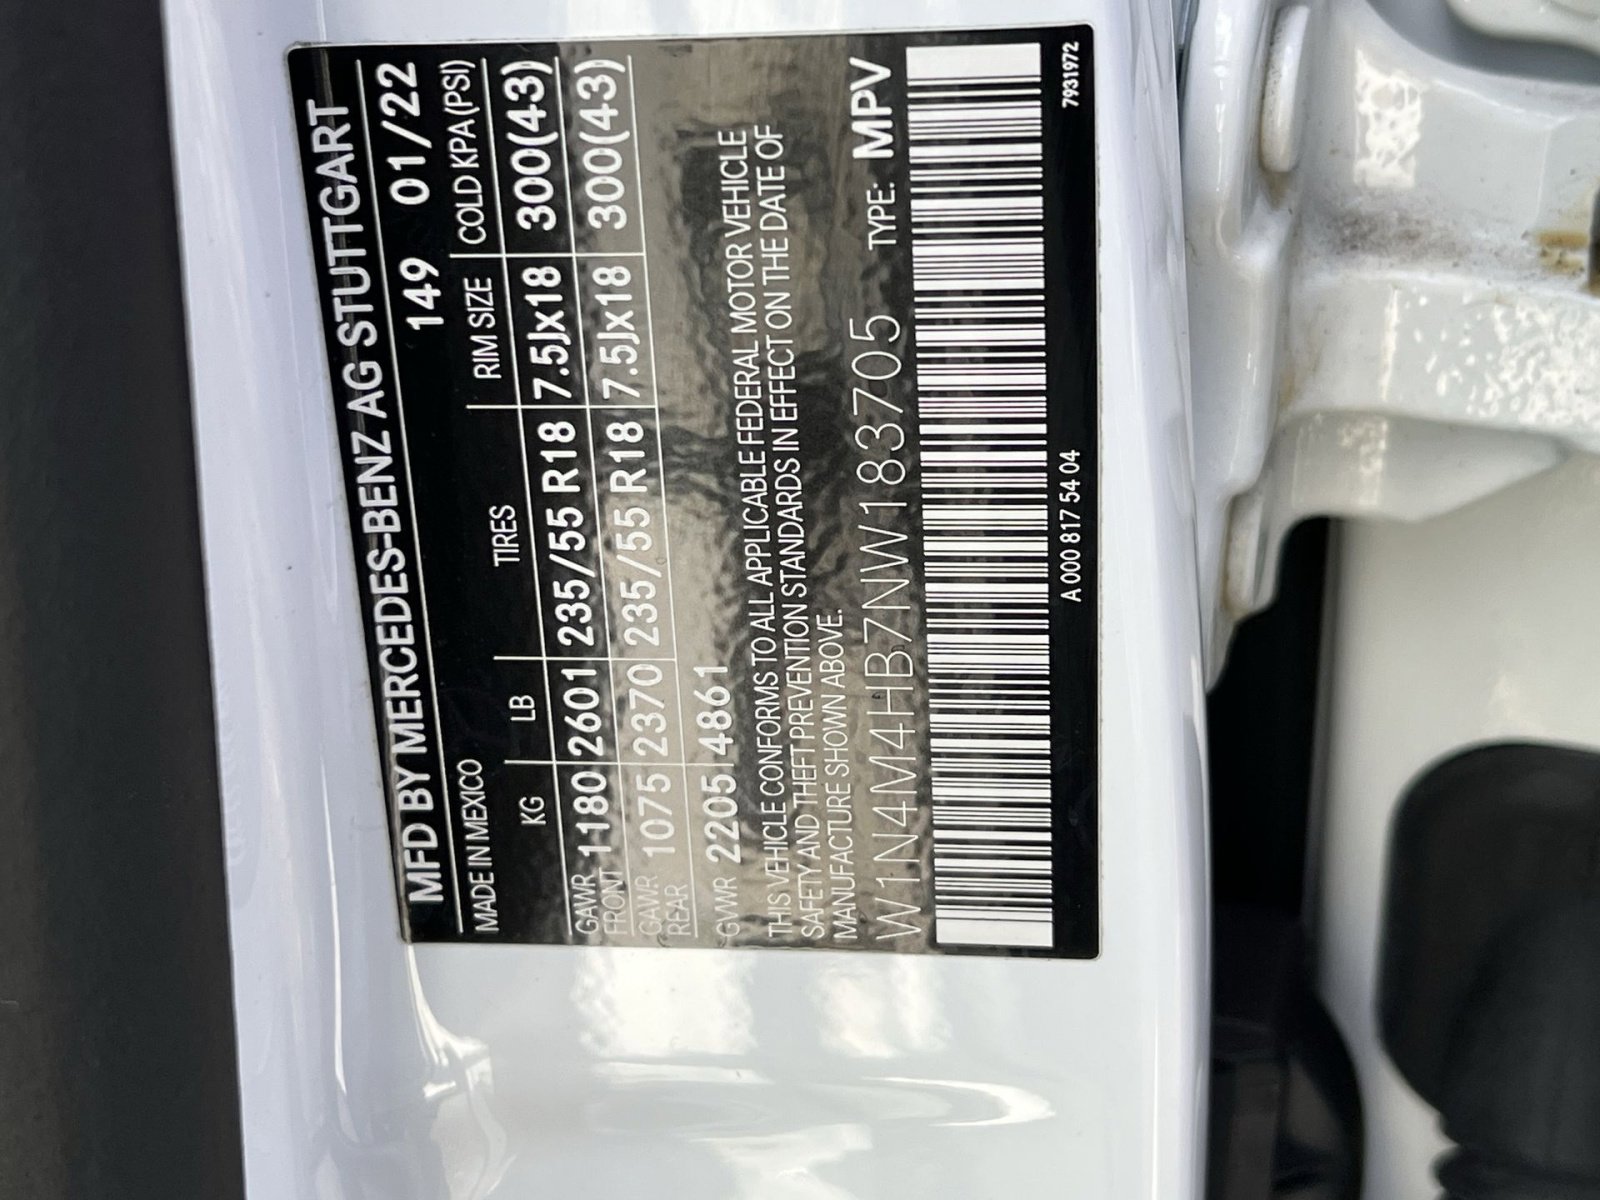 MFD BY MERCEDES-BENZ AG STUTTGART
149 01/22
MADE IN MEXICO
KG LB TIRES RIM SIZE COLD KPA (PSI)
GAWR FRONT 1180 2601 235/55 R18 7.5Jx18 300(43)
GAWR REAR 1075 2370 235/55 R18 7.5Jx18 300(43)
GVWR 2205 4861
THIS VEHICLE CONFORMS TO ALL APPLICABLE FEDERAL MOTOR VEHICLE
SAFETY AND THEFT PREVENTION STANDARDS IN EFFECT ON THE DATE OF
MANUFACTURE SHOWN ABOVE.
W1N4M4HB7NW183705 TYPE: MPV
A 000 817 54 04 7931972